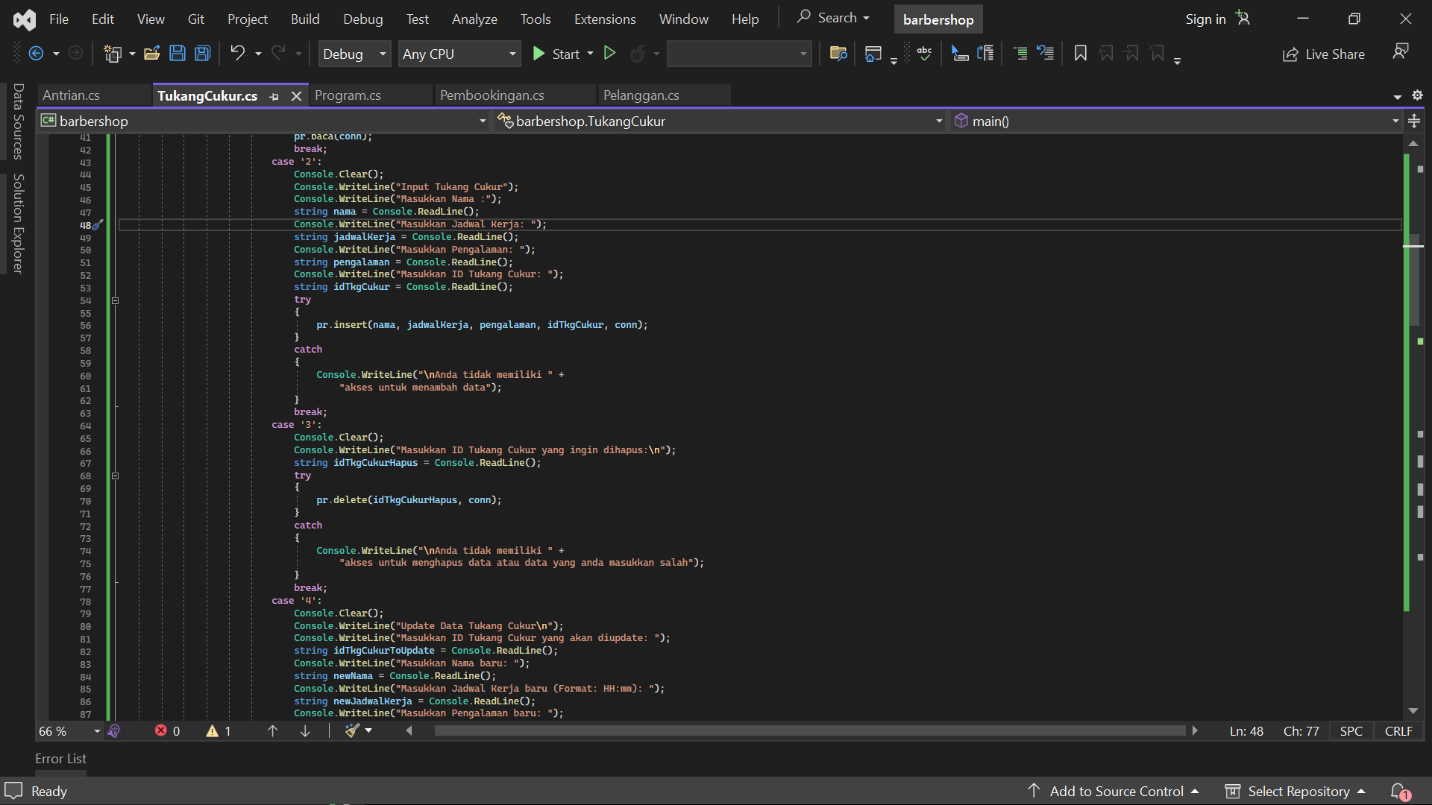 File Edit View Git Project Build Debug Test Analyze Tools Extensions Window Help Search barbershop Sign in
Debug Any CPU Start abc Live Share
Data Sources
Solution Explorer
Antrian.cs TukangCukur.cs Program.cs Pembookingan.cs Pelanggan.cs
C# barbershop barbershop.TukangCukur main()
41 pr.baca(conn);
42 break;
43 case '2':
44 Console.Clear();
45 Console.WriteLine("Input Tukang Cukur");
46 Console.WriteLine("Masukkan Nama :");
47 string nama = Console.ReadLine();
48 Console.WriteLine("Masukkan Jadwal Kerja: ");
49 string jadwalKerja = Console.ReadLine();
50 Console.WriteLine("Masukkan Pengalaman: ");
51 string pengalaman = Console.ReadLine();
52 Console.WriteLine("Masukkan ID Tukang Cukur: ");
53 string idTkgCukur = Console.ReadLine();
54 try
55 {
56 pr.insert(nama, jadwalKerja, pengalaman, idTkgCukur, conn);
57 }
58 catch
59 {
60 Console.WriteLine("\nAnda tidak memiliki " +
61 "akses untuk menambah data");
62 }
63 break;
64 case '3':
65 Console.Clear();
66 Console.WriteLine("Masukkan ID Tukang Cukur yang ingin dihapus:\n");
67 string idTkgCukurHapus = Console.ReadLine();
68 try
69 {
70 pr.delete(idTkgCukurHapus, conn);
71 }
72 catch
73 {
74 Console.WriteLine("\nAnda tidak memiliki " +
75 "akses untuk menghapus data atau data yang anda masukkan salah");
76 }
77 break;
78 case '4':
79 Console.Clear();
80 Console.WriteLine("Update Data Tukang Cukur\n");
81 Console.WriteLine("Masukkan ID Tukang Cukur yang akan diupdate: ");
82 string idTkgCukurToUpdate = Console.ReadLine();
83 Console.WriteLine("Masukkan Nama baru: ");
84 string newNama = Console.ReadLine();
85 Console.WriteLine("Masukkan Jadwal Kerja baru (Format: HH:mm): ");
86 string newJadwalKerja = Console.ReadLine();
87 Console.WriteLine("Masukkan Pengalaman baru: ");
66 % 0 1 Ln: 48 Ch: 77 SPC CRLF
Error List
Ready Add to Source Control Select Repository 1